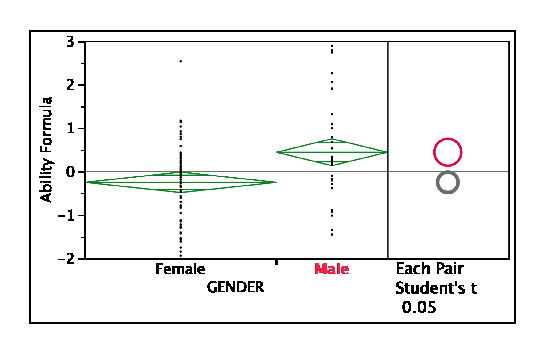 3
2
1
0
-1
-2
Ability Formula
Female
Male
GENDER
Each Pair
Student's t
0.05